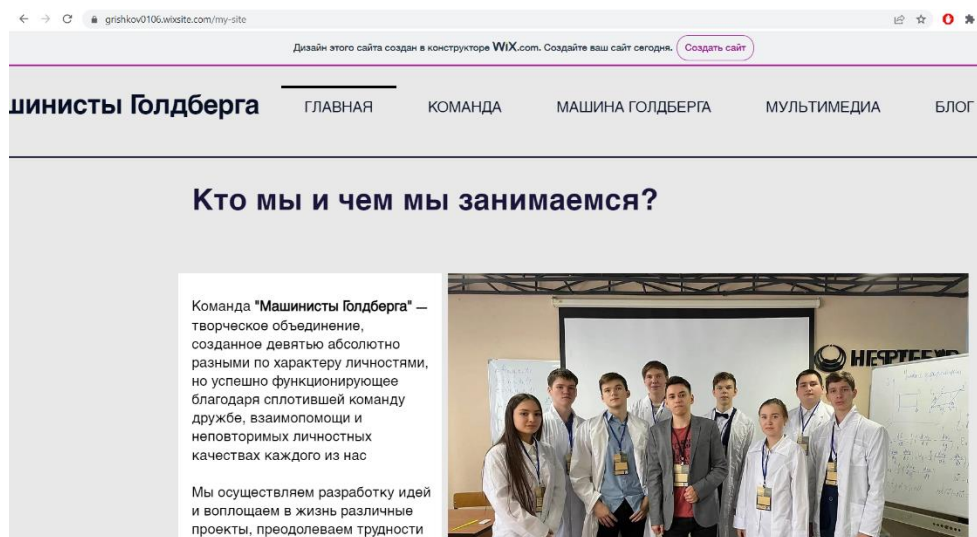 grishkov0106.wixsite.com/my-site
Дизайн этого сайта создан в конструкторе WiX.com. Создайте ваш сайт сегодня. Создать сайт
шинисты Голдберга ГЛАВНАЯ КОМАНДА МАШИНА ГОЛДБЕРГА МУЛЬТИМЕДИА БЛОГ
Кто мы и чем мы занимаемся?
Команда "Машинисты Голдберга" —
творческое объединение,
созданное девятью абсолютно
разными по характеру личностями,
но успешно функционирующее
благодаря сплотившей команду
дружбе, взаимопомощи и
неповторимых личностных
качествах каждого из нас
Мы осуществляем разработку идей
и воплощаем в жизнь различные
проекты, преодолеваем трудности